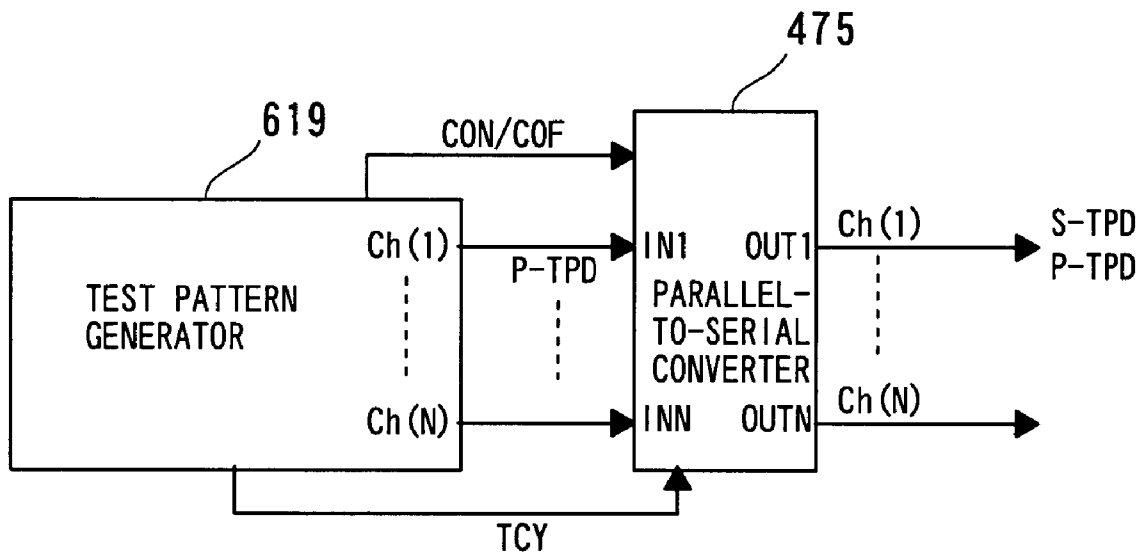 475
619
CON/COF
Ch(1)
P-TPD
IN1
OUT1
Ch(1)
S-TPD
P-TPD
TEST PATTERN
GENERATOR
PARALLEL-
TO-SERIAL
CONVERTER
Ch(N)
INN
OUTN
Ch(N)
TCY